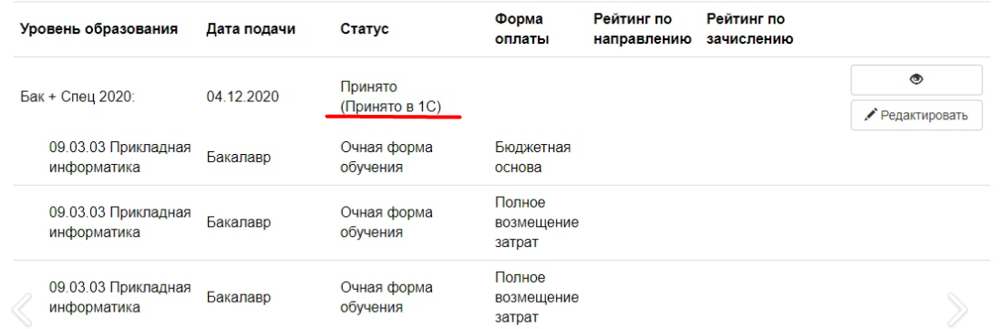 Уровень образования Дата подачи Статус Форма оплаты Рейтинг по направлению Рейтинг по зачислению
Бак + Спец 2020: 04.12.2020 Принято
(Принято в 1С)
Редактировать
09.03.03 Прикладная информатика Бакалавр Очная форма обучения Бюджетная основа
09.03.03 Прикладная информатика Бакалавр Очная форма обучения Полное возмещение затрат
09.03.03 Прикладная информатика Бакалавр Очная форма обучения Полное возмещение затрат